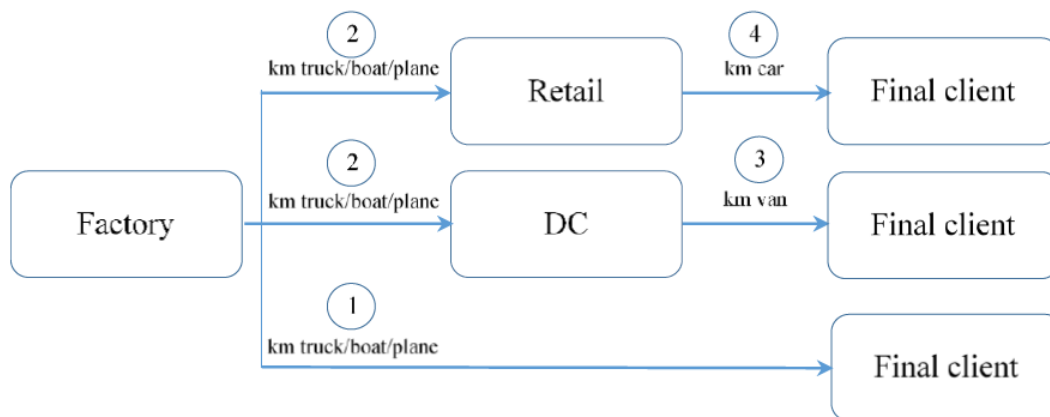 2
4
km truck/boat/plane
km car
Retail
Final client
2
3
km truck/boat/plane
km van
Factory
DC
Final client
1
km truck/boat/plane
Final client